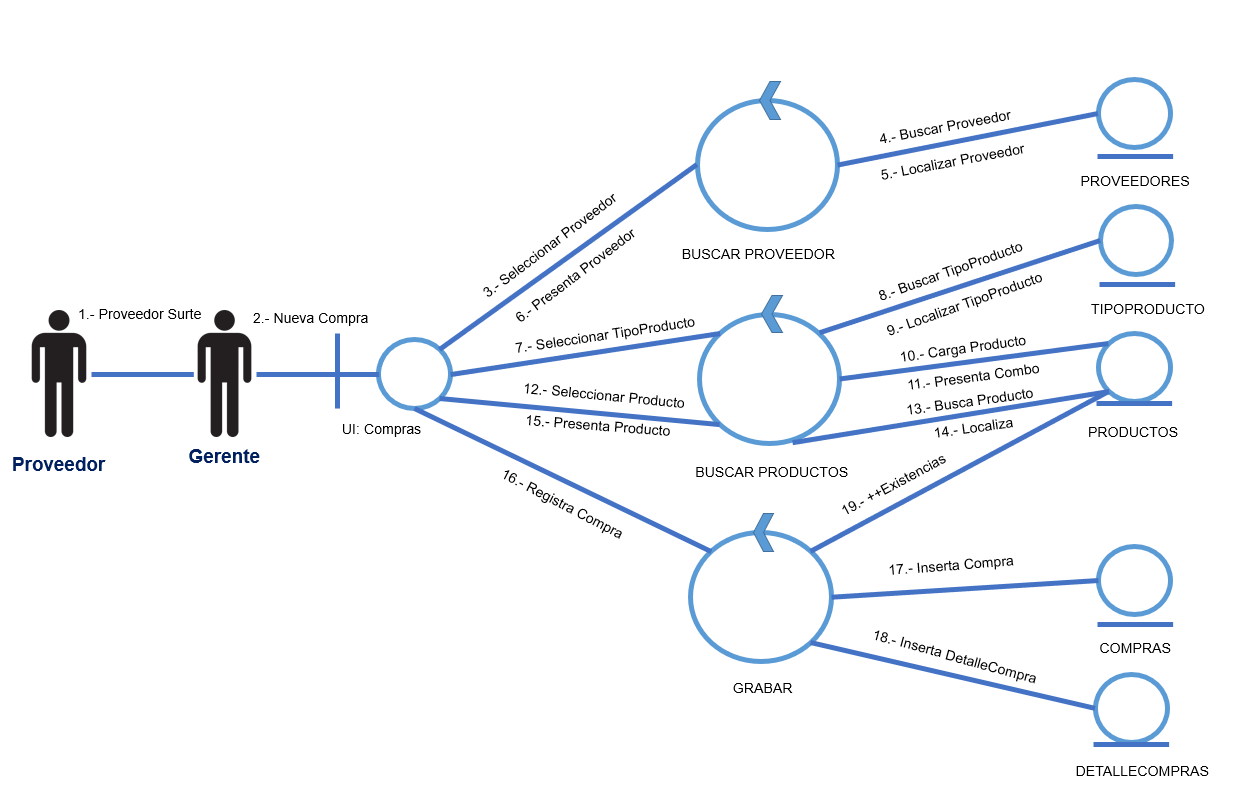 4.- Buscar Proveedor
5.- Localizar Proveedor
PROVEEDORES
3.- Seleccionar Proveedor
6.- Presenta Proveedor
BUSCAR PROVEEDOR
8.- Buscar TipoProducto
9.- Localizar TipoProducto
TIPOPRODUCTO
1.- Proveedor Surte
2.- Nueva Compra
7.- Seleccionar TipoProducto
10.- Carga Producto
11.- Presenta Combo
12.- Seleccionar Producto
13.- Busca Producto
15.- Presenta Producto
14.- Localiza
UI: Compras
PRODUCTOS
Proveedor
Gerente
BUSCAR PRODUCTOS
16.- Registra Compra
19.- ++Existencias
17.- Inserta Compra
18.- Inserta DetalleCompra
COMPRAS
GRABAR
DETALLECOMPRAS